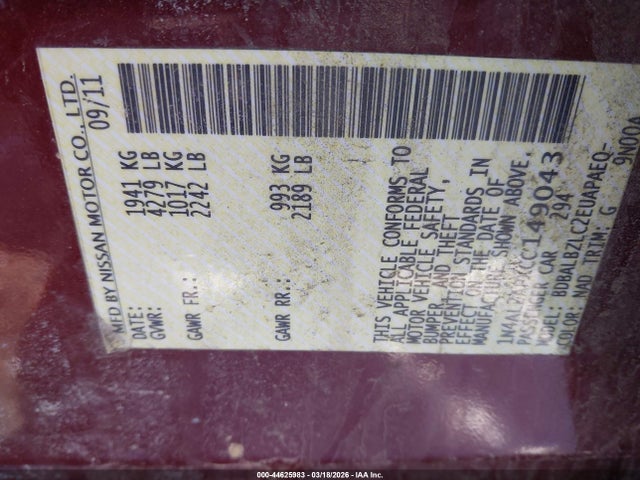 MFD BY NISSAN MOTOR CO., LTD.
DATE: 09/11
GVWR: 1941 KG
4279 LB
GAWR FR.: 1017 KG
2242 LB
GAWR RR.: 993 KG
2189 LB
THIS VEHICLE CONFORMS TO
ALL APPLICABLE FEDERAL
MOTOR VEHICLE SAFETY,
BUMPER, AND THEFT
PREVENTION STANDARDS IN
EFFECT ON THE DATE OF
MANUFACTURE SHOWN ABOVE.
PASSENGER CAR 294
BDBALBZLC2EUAPAEQ-
COLOR: NAD TRIM: G 9N00A
000-44625983 - 03/18/2026 - IAA Inc.